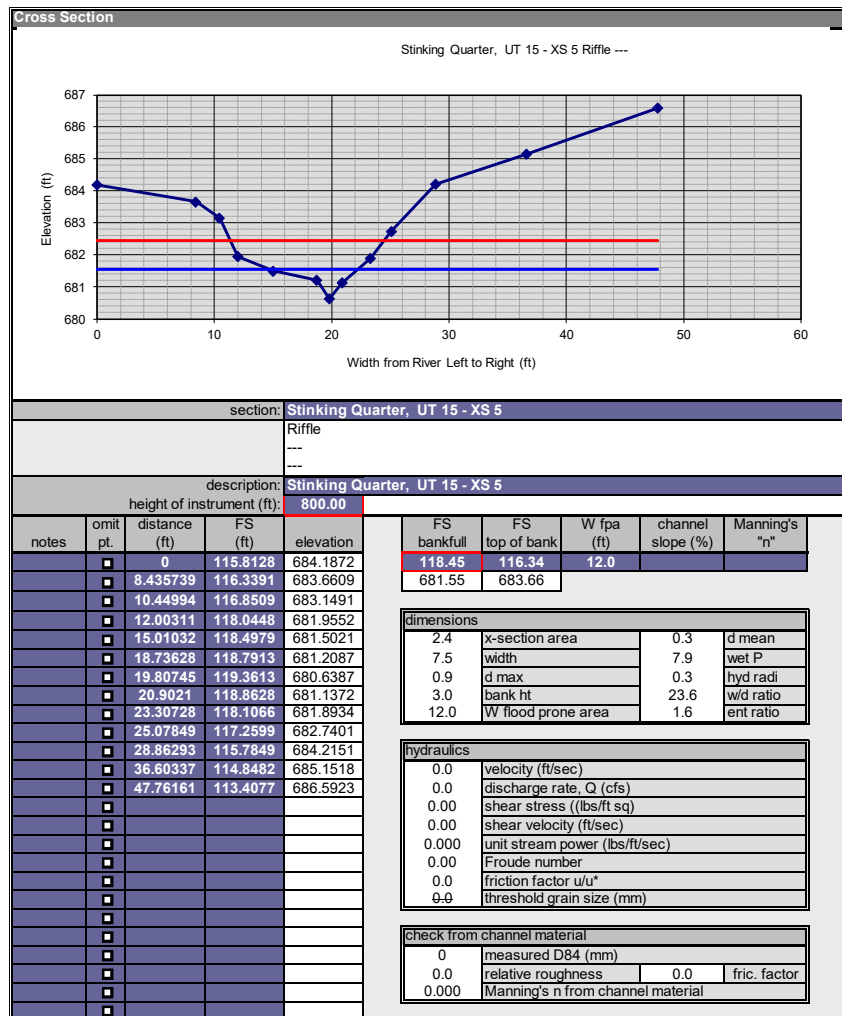 Cross Section
Stinking Quarter, UT 15 - XS 5 Riffle ---
687
686
685
684
683
682
681
680
Elevation (ft)
0 10 20 30 40 50 60
Width from River Left to Right (ft)
section: Stinking Quarter, UT 15 - XS 5
Riffle
---
---
description: Stinking Quarter, UT 15 - XS 5
height of instrument (ft): 800.00
omit distance FS FS FS W fpa channel Manning's
notes pt. (ft) (ft) elevation bankfull top of bank (ft) slope (%) "n"
0 115.8128 684.1872 118.45 116.34 12.0
8.435739 116.3391 683.6609 681.55 683.66
10.44994 116.8509 683.1491
12.00311 118.0448 681.9552 dimensions
15.01032 118.4979 681.5021 2.4 x-section area 0.3 d mean
18.73628 118.7913 681.2087 7.5 width 7.9 wet P
19.80745 119.3613 680.6387 0.9 d max 0.3 hyd radi
20.9021 118.8628 681.1372 3.0 bank ht 23.6 w/d ratio
23.30728 118.1066 681.8934 12.0 W flood prone area 1.6 ent ratio
25.07849 117.2599 682.7401
28.86293 115.7849 684.2151 hydraulics
36.60337 114.8482 685.1518 0.0 velocity (ft/sec)
47.76161 113.4077 686.5923 0.0 discharge rate, Q (cfs)
0.00 shear stress ((lbs/ft sq)
0.00 shear velocity (ft/sec)
0.000 unit stream power (lbs/ft/sec)
0.00 Froude number
0.0 friction factor u/u*
0.0 threshold grain size (mm)
check from channel material
0 measured D84 (mm)
0.0 relative roughness 0.0 fric. factor
0.000 Manning's n from channel material